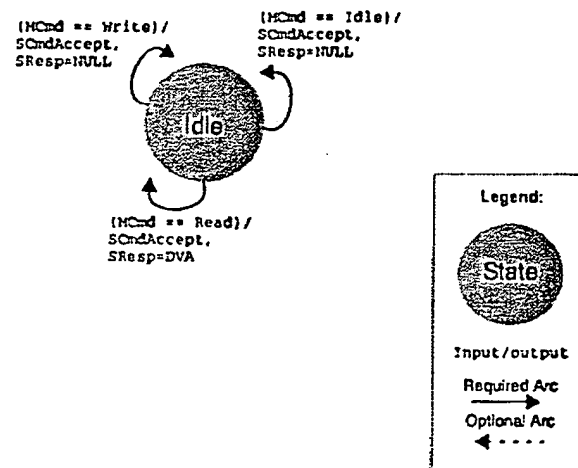 (MCmd == Write)/
SCmdAccept,
SResp=NULL
(MCmd == Idle)/
SCmdAccept,
SResp=NULL
Idle
(MCmd == Read)/
SCmdAccept,
SResp=DVA
Legend:
State
Input/output
Required Arc
Optional Arc